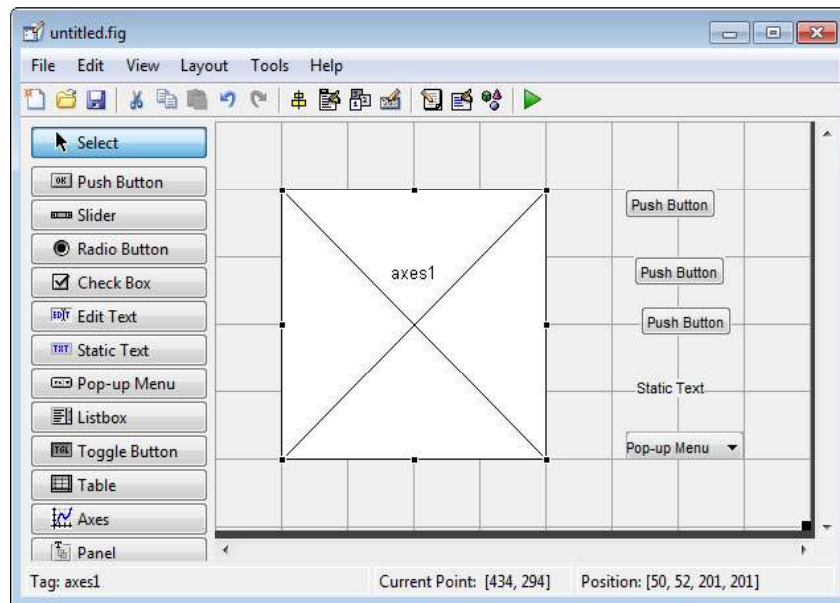 untitled.fig
File Edit View Layout Tools Help
Select
Push Button
Slider
Radio Button
Check Box
Edit Text
Static Text
Pop-up Menu
Listbox
Toggle Button
Table
Axes
Panel
axes1
Push Button
Push Button
Push Button
Static Text
Pop-up Menu
Tag: axes1 Current Point: [434, 294] Position: [50, 52, 201, 201]